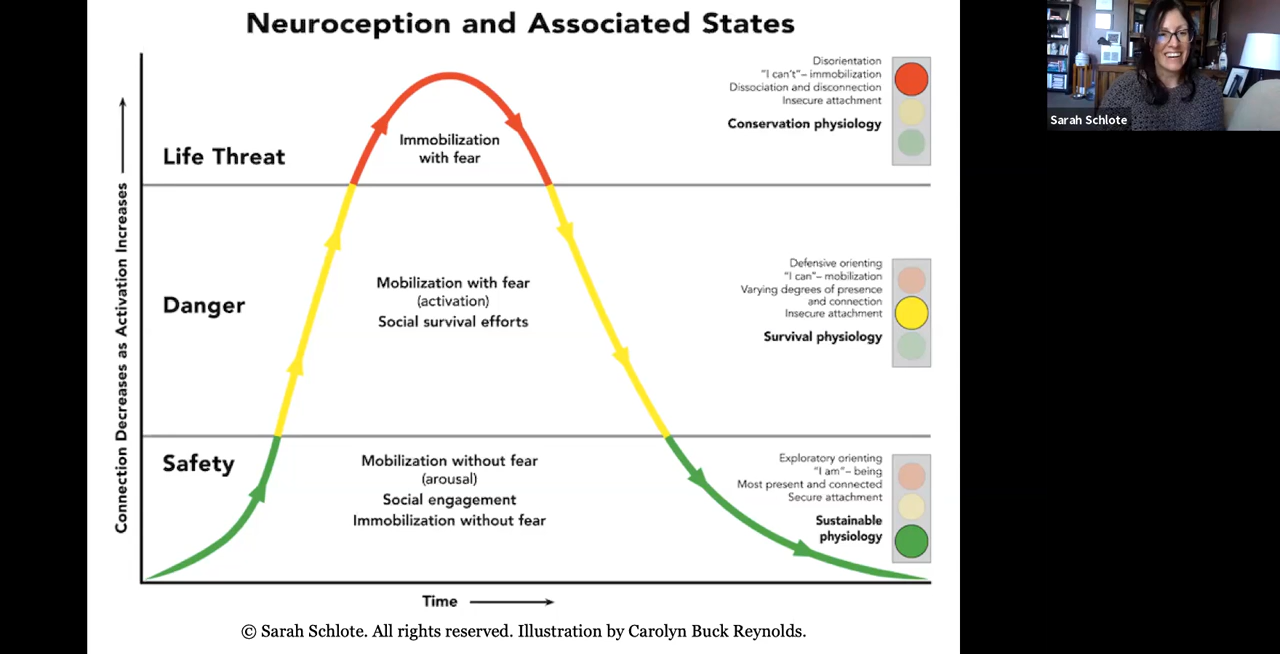 Neuroception and Associated States
Sarah Schlote
Connection Decreases as Activation Increases
Life Threat
Immobilization
with fear
Disorientation
"I can't"– immobilization
Dissociation and disconnection
Insecure attachment
Conservation physiology
Danger
Mobilization with fear
(activation)
Social survival efforts
Defensive orienting
"I can"– mobilization
Varying degrees of presence
and connection
Insecure attachment
Survival physiology
Safety
Mobilization without fear
(arousal)
Social engagement
Immobilization without fear
Exploratory orienting
"I am"– being
Most present and connected
Secure attachment
Sustainable
physiology
Time
© Sarah Schlote. All rights reserved. Illustration by Carolyn Buck Reynolds.